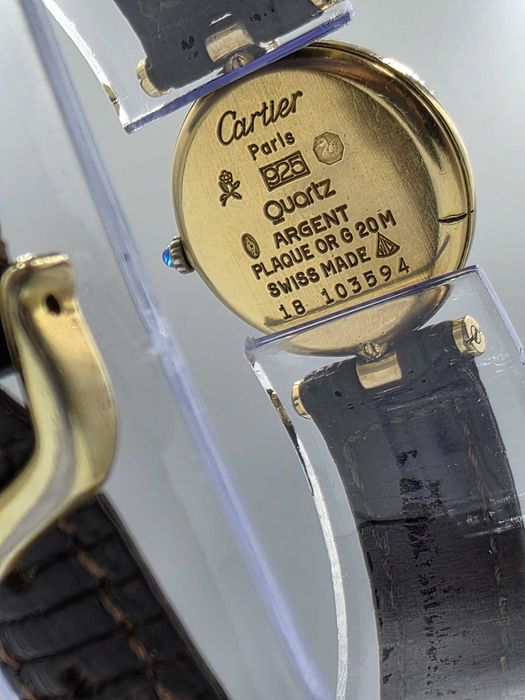 Cartier
Paris
925
Quartz
ARGENT
PLAQUE OR G 20M
SWISS MADE
18 103594